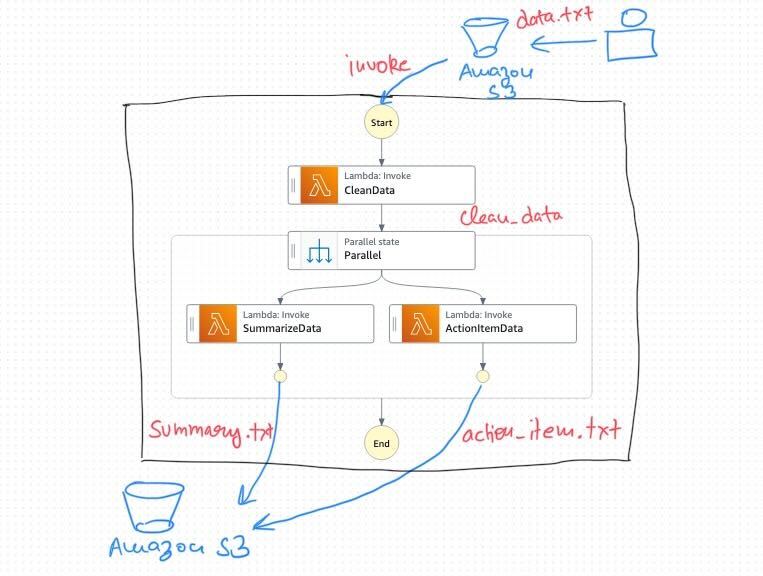 data.txt
invoke
Amazon
S3
Start
Lambda: Invoke
CleanData
clean_data
Parallel state
Parallel
Lambda: Invoke
SummarizeData
Lambda: Invoke
ActionItemData
Summary.txt
End
action_item.txt
Amazon S3